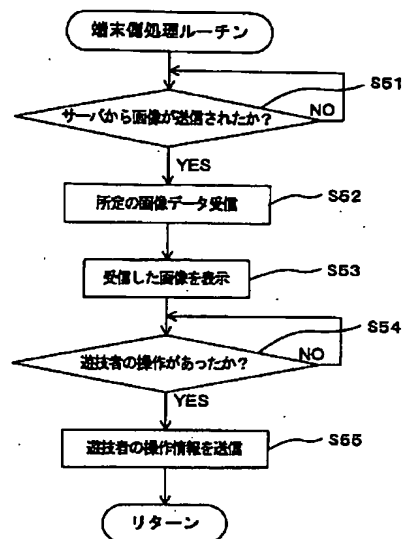 端末側処理ルーチン
S51
サーバから画像が送信されたか?
NO
YES
S52
所定の画像データ受信
S53
受信した画像を表示
S54
遊技者の操作があったか?
NO
YES
S55
遊技者の操作情報を送信
リターン